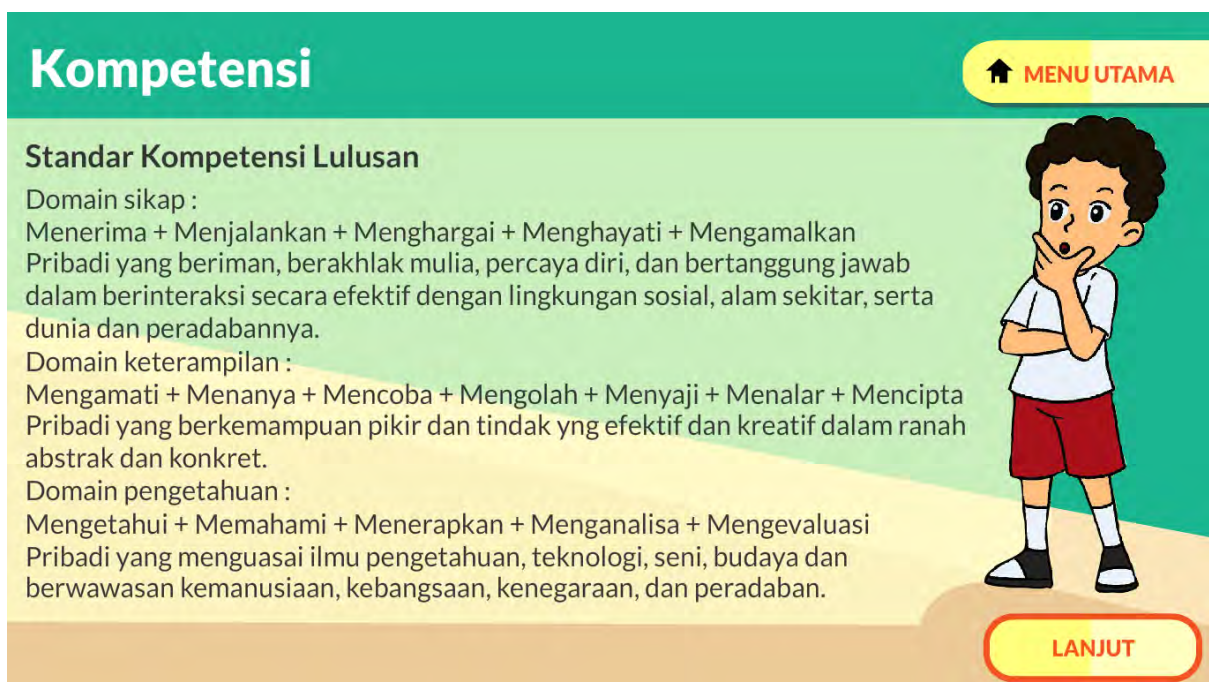 Kompetensi
MENU UTAMA
Standar Kompetensi Lulusan
Domain sikap :
Menerima + Menjalankan + Menghargai + Menghayati + Mengamalkan
Pribadi yang beriman, berakhlak mulia, percaya diri, dan bertanggung jawab
dalam berinteraksi secara efektif dengan lingkungan sosial, alam sekitar, serta
dunia dan peradabannya.
Domain keterampilan :
Mengamati + Menanya + Mencoba + Mengolah + Menyaji + Menalar + Mencipta
Pribadi yang berkemampuan pikir dan tindak yng efektif dan kreatif dalam ranah
abstrak dan konkret.
Domain pengetahuan :
Mengetahui + Memahami + Menerapkan + Menganalisa + Mengevaluasi
Pribadi yang menguasai ilmu pengetahuan, teknologi, seni, budaya dan
berwawasan kemanusiaan, kebangsaan, kenegaraan, dan peradaban.
LANJUT